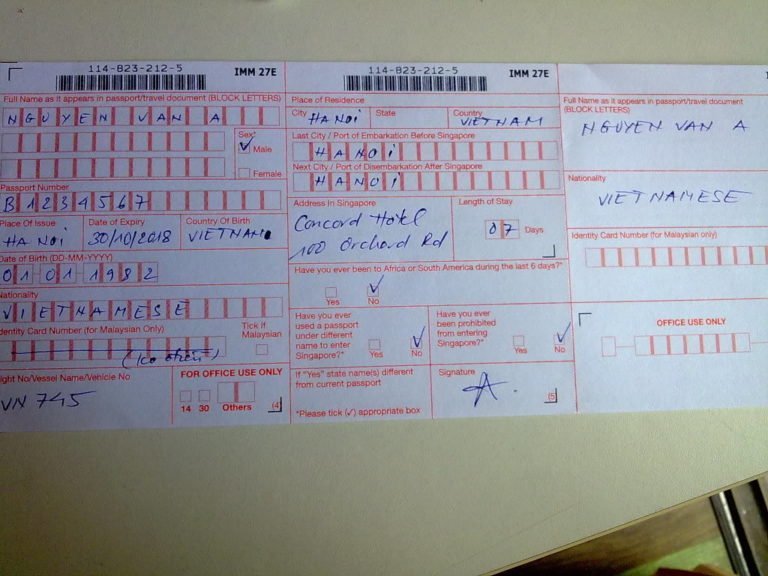 114-823-212-5
IMM 27E
Full Name as it appears in passport/travel document (BLOCK LETTERS)
NGUYEN VAN A
Sex*
Male
Female
Passport Number
B1234567
Place Of Issue
Date of Expiry
Country Of Birth
HA NOi
30/10/2018
VIETNAM
Date of Birth (DD-MM-YYYY)
01 01 1982
Nationality
VIETNAMESE
dentity Card Number (for Malaysian Only)
Tick If Malaysian
ght No/Vessel Name/Vehicle No
VN 745
FOR OFFICE USE ONLY
14 30 Others
(4)
114-823-212-5
IMM 27E
Place of Residence
City HA NOi State Country VIETNAM
Last City / Port of Embarkation Before Singapore
HANOi
Next City / Port of Disembarkation After Singapore
HANOi
Address In Singapore
Length of Stay
Concord Hotel
100 Orchard Rd
07 Days
Have you ever been to Africa or South America during the last 6 days?*
Yes
No
Have you ever
used a passport
under different
name to enter
Singapore?*
Yes
No
Have you ever
been prohibited
from entering
Singapore?*
Yes
No
If "Yes" state name(s) different
from current passport
*Please tick (✓) appropriate box
Signature
A.
(5)
IMM 27E
Full Name as it appears in passport/travel document
(BLOCK LETTERS)
NGUYEN VAN A
Nationality
VIETNAMESE
Identity Card Number (for Malaysian only)
OFFICE USE ONLY